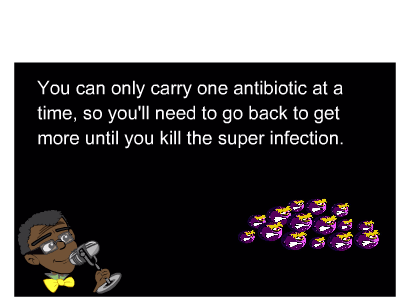 You can only carry one antibiotic at a
time, so you'll need to go back to get
more until you kill the super infection.